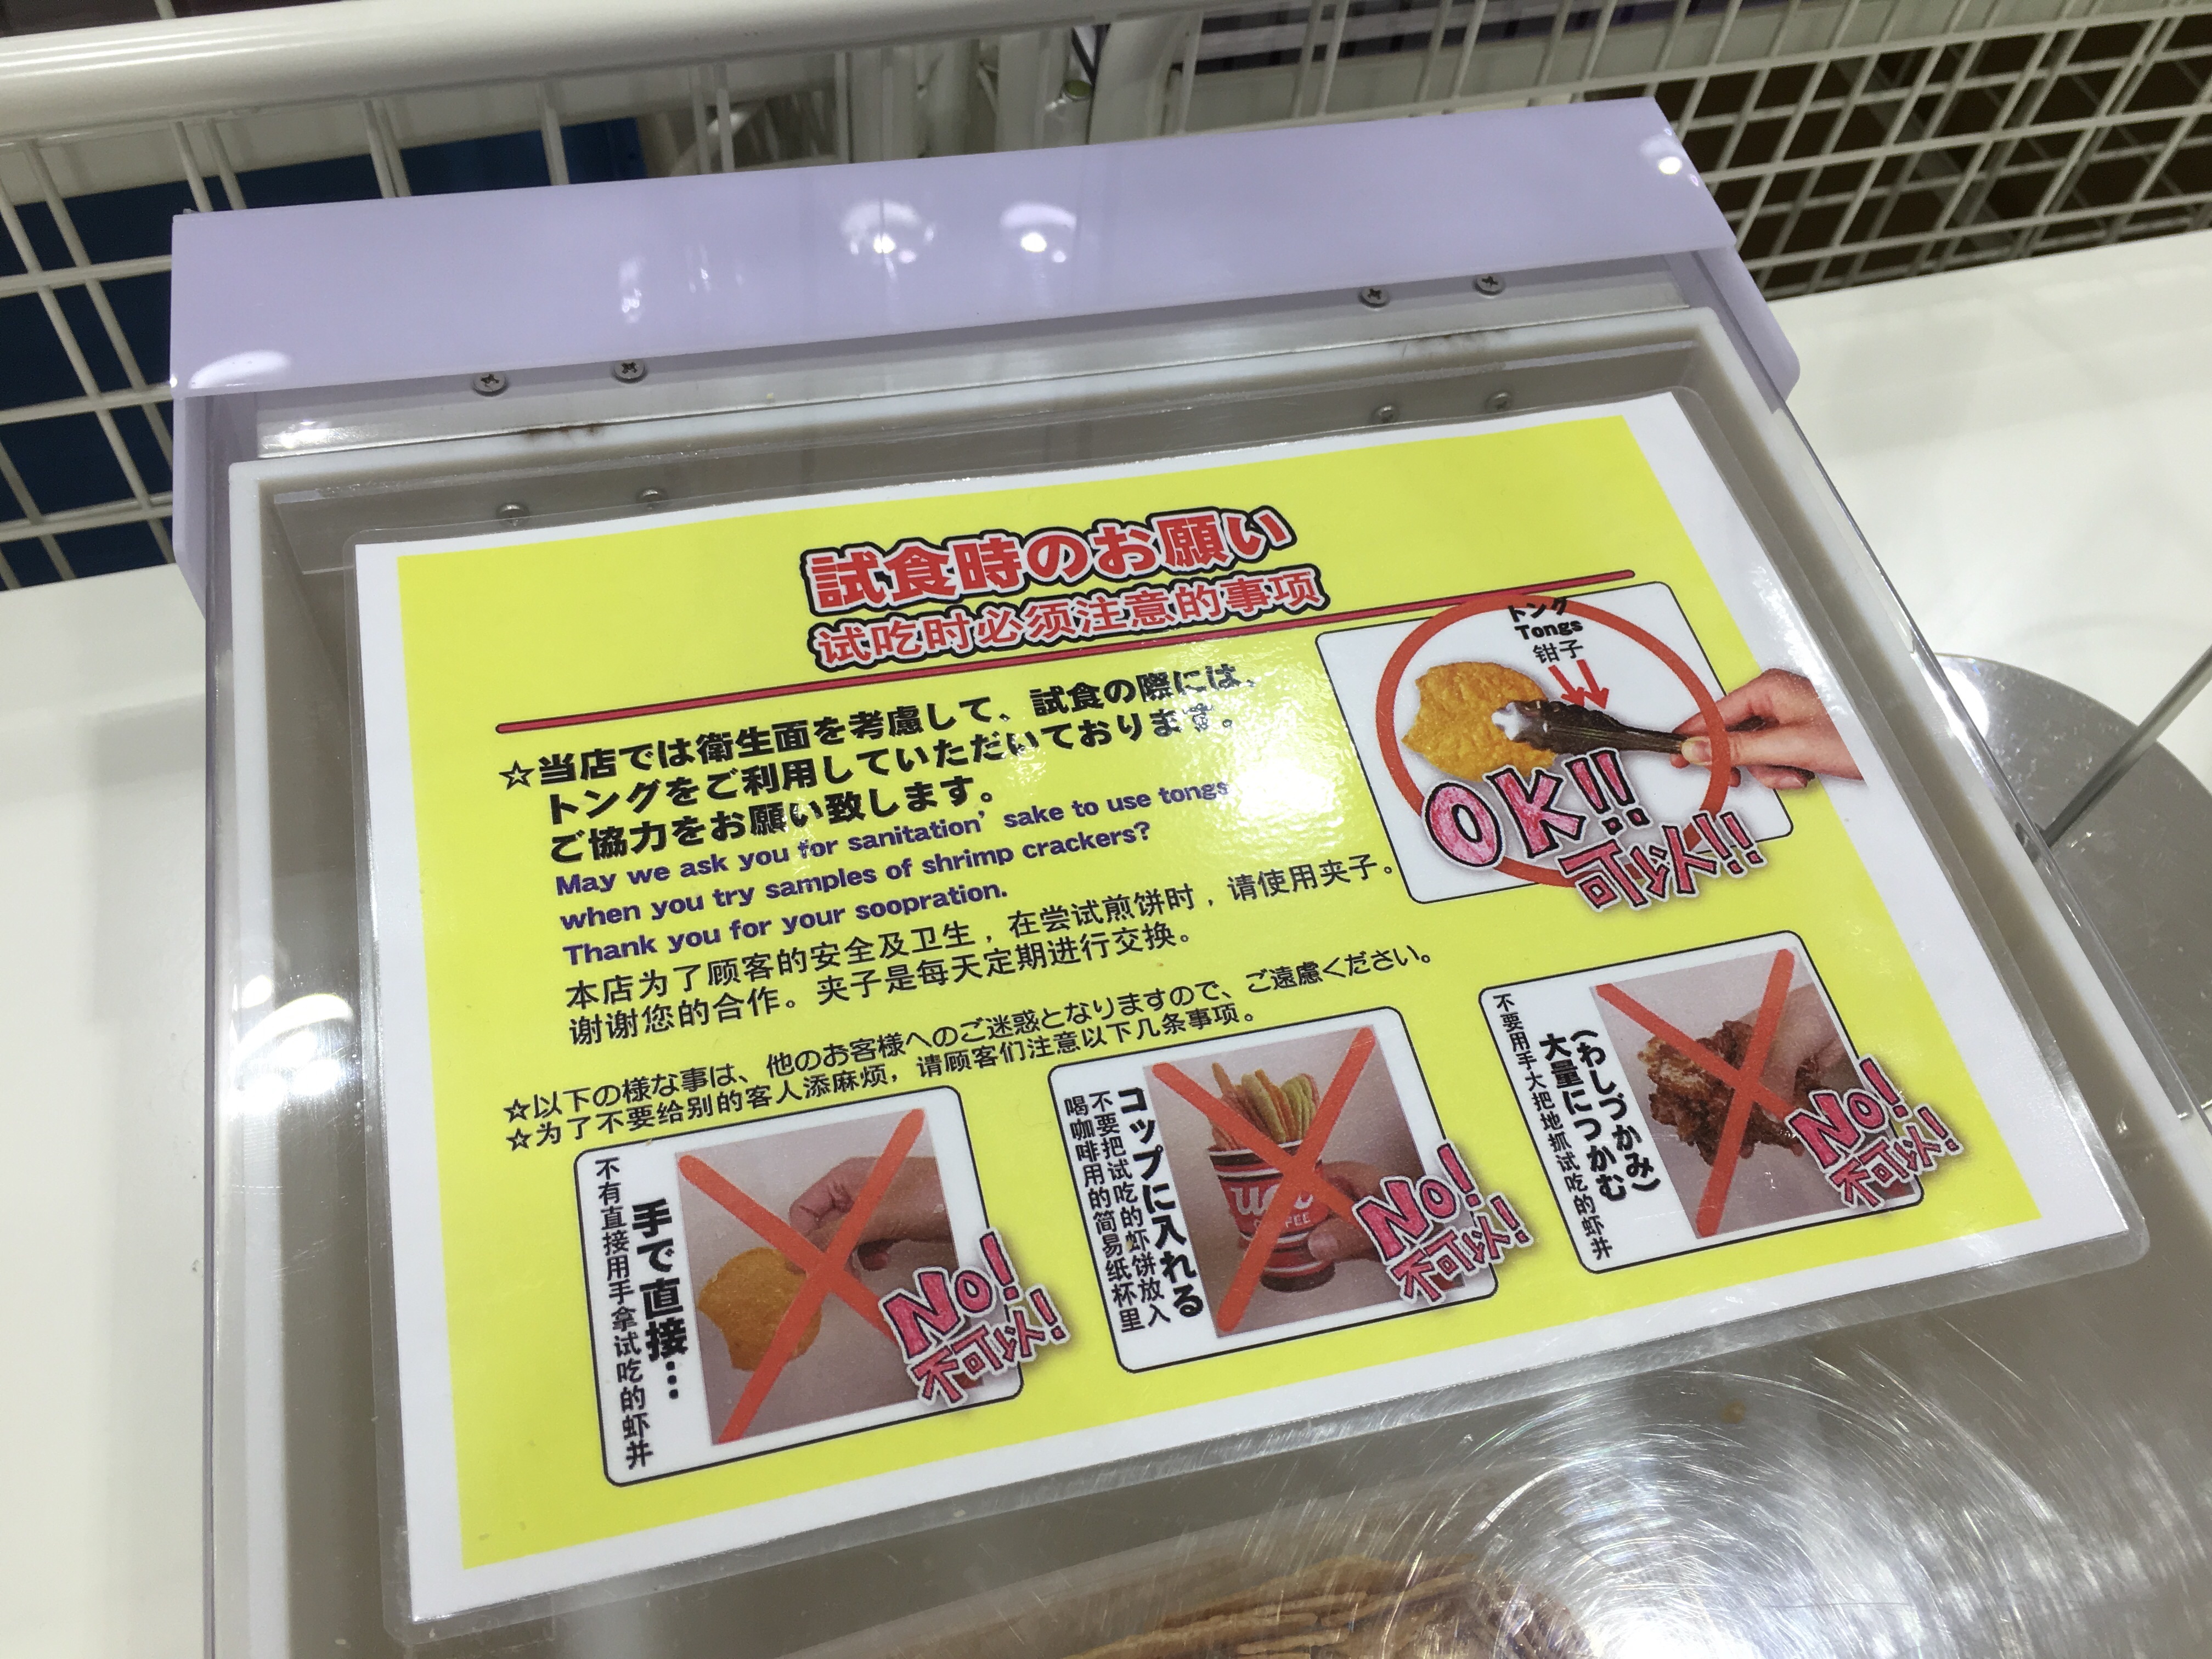 試食時のお願い
试吃时必须注意的事项
☆当店では衛生面を考慮して、試食の際には、
トングをご利用していただいております。
ご協力をお願い致します。
May we ask you for sanitation' sake to use tongs
when you try samples of shrimp crackers?
Thank you for your soopration.
本店为了顾客的安全及卫生，在尝试煎饼时，请使用夹子。
谢谢您的合作。夹子是每天定期进行交换。
トング
Tongs
钳子
OK!!
可以!!
☆以下の様な事は、他のお客様へのご迷惑となりますので、ご遠慮ください。
☆为了不要给别的客人添麻烦，请顾客们注意以下几条事项。
手で直接…
不有直接用手拿试吃的虾井
No!
不可以!
コップに入れる
不要把试吃的虾饼放入
喝咖啡用的简易纸杯里
COFFEE
No!
不可以!
(わしづかみ)
大量につかむ
不要用手大把地抓试吃的虾井
No!
不可以!